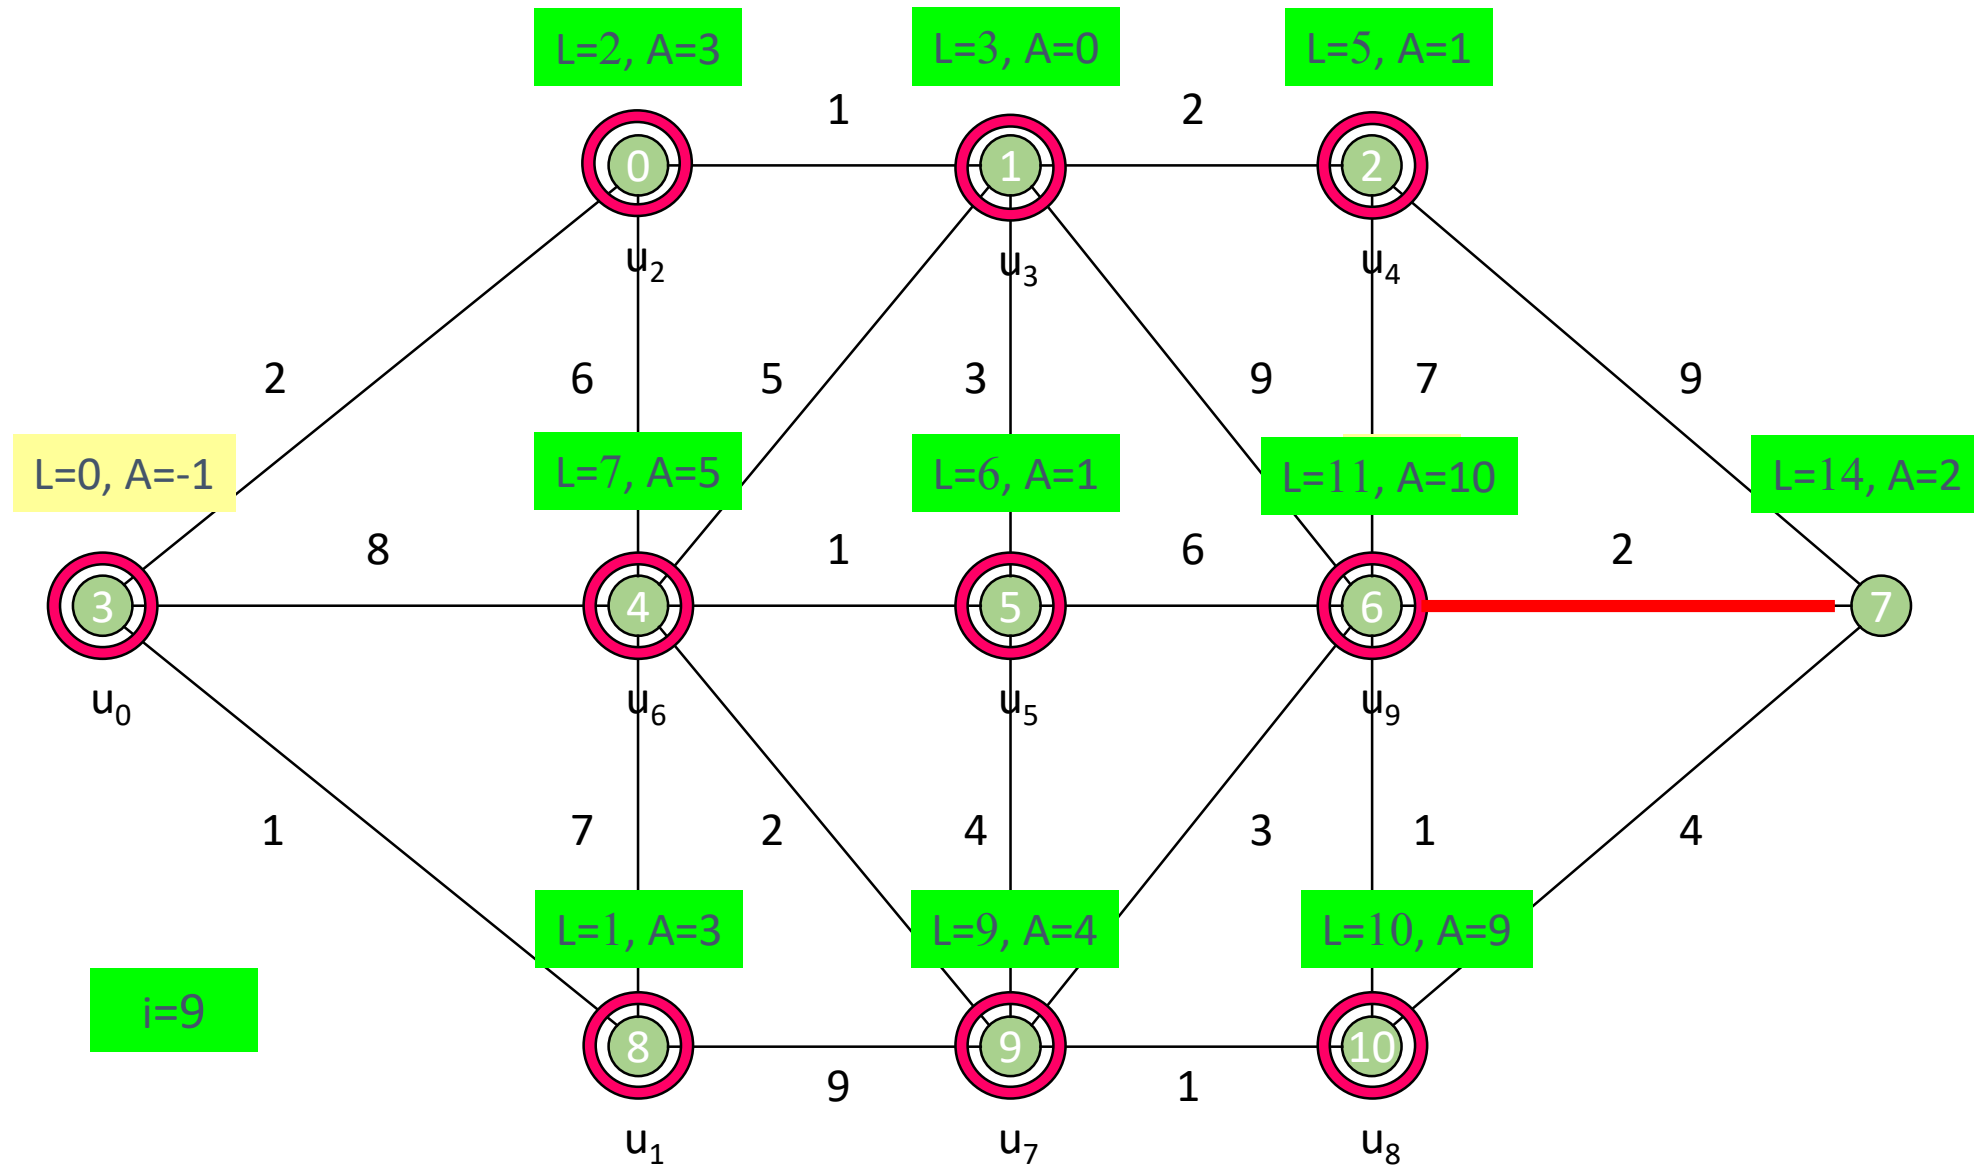 L=2, A=3
L=3, A=0
L=5, A=1
1
2
0
1
2
u2
u3
u4
2
6
5
3
9
7
9
L=0, A=-1
L=7, A=5
L=6, A=1
L=11, A=10
L=14, A=2
8
1
6
2
3
4
5
6
7
u0
u6
u5
u9
1
7
2
4
3
1
4
L=1, A=3
L=9, A=4
L=10, A=9
i=9
8
9
10
9
1
u1
u7
u8